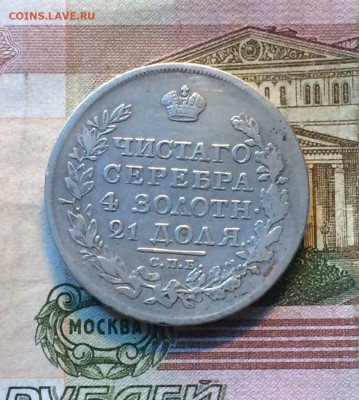 COINS.LAVE.RU
ЧИСТАГО
СЕРЕБРА
4 ЗОЛОТН.
21 ДОЛЯ.
С.П.Б.
МОСКВА
РУБЛЕЙ